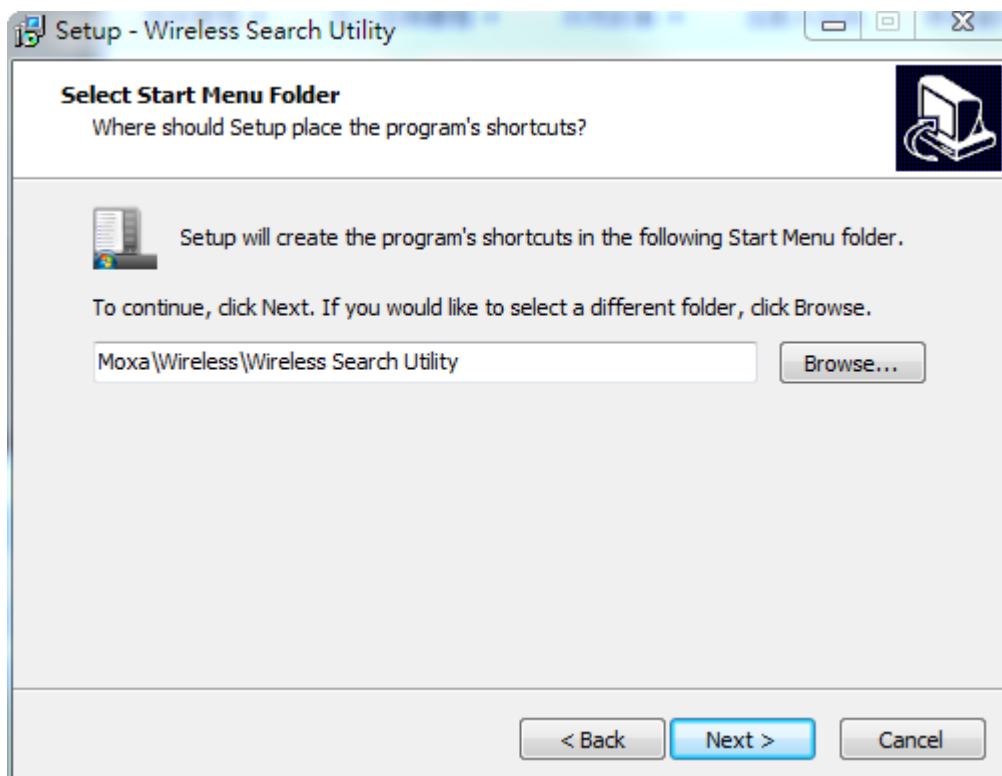 Setup - Wireless Search Utility
Select Start Menu Folder
Where should Setup place the program's shortcuts?
Setup will create the program's shortcuts in the following Start Menu folder.
To continue, click Next. If you would like to select a different folder, click Browse.
Moxa\Wireless\Wireless Search Utility
Browse...
< Back
Next >
Cancel